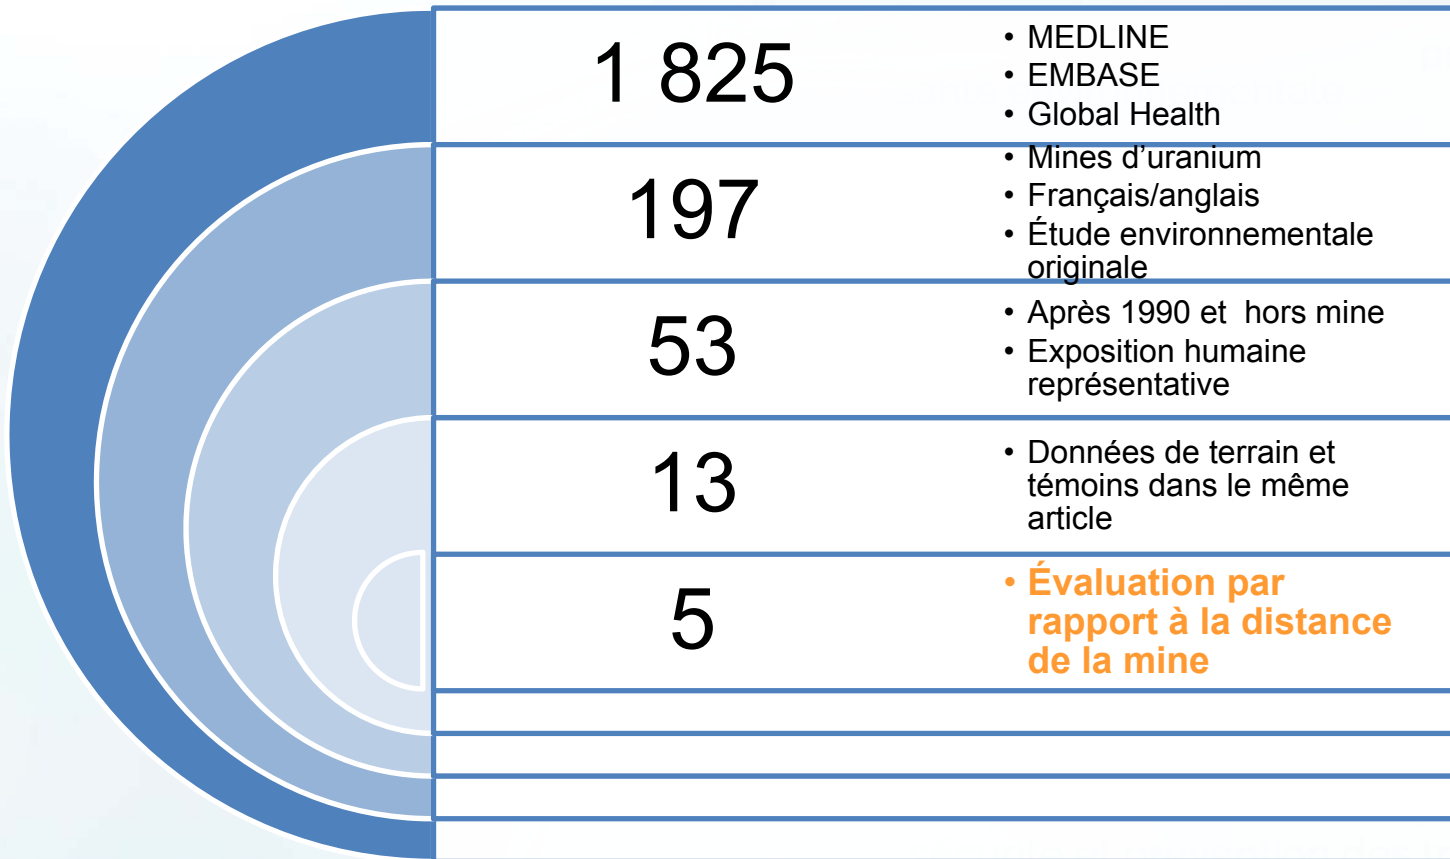 1 825
• MEDLINE
• EMBASE
• Global Health
197
• Mines d’uranium
• Français/anglais
• Étude environnementale
originale
53
• Après 1990 et hors mine
• Exposition humaine
représentative
13
• Données de terrain et
témoins dans le même
article
5
• Évaluation par
rapport à la distance
de la mine